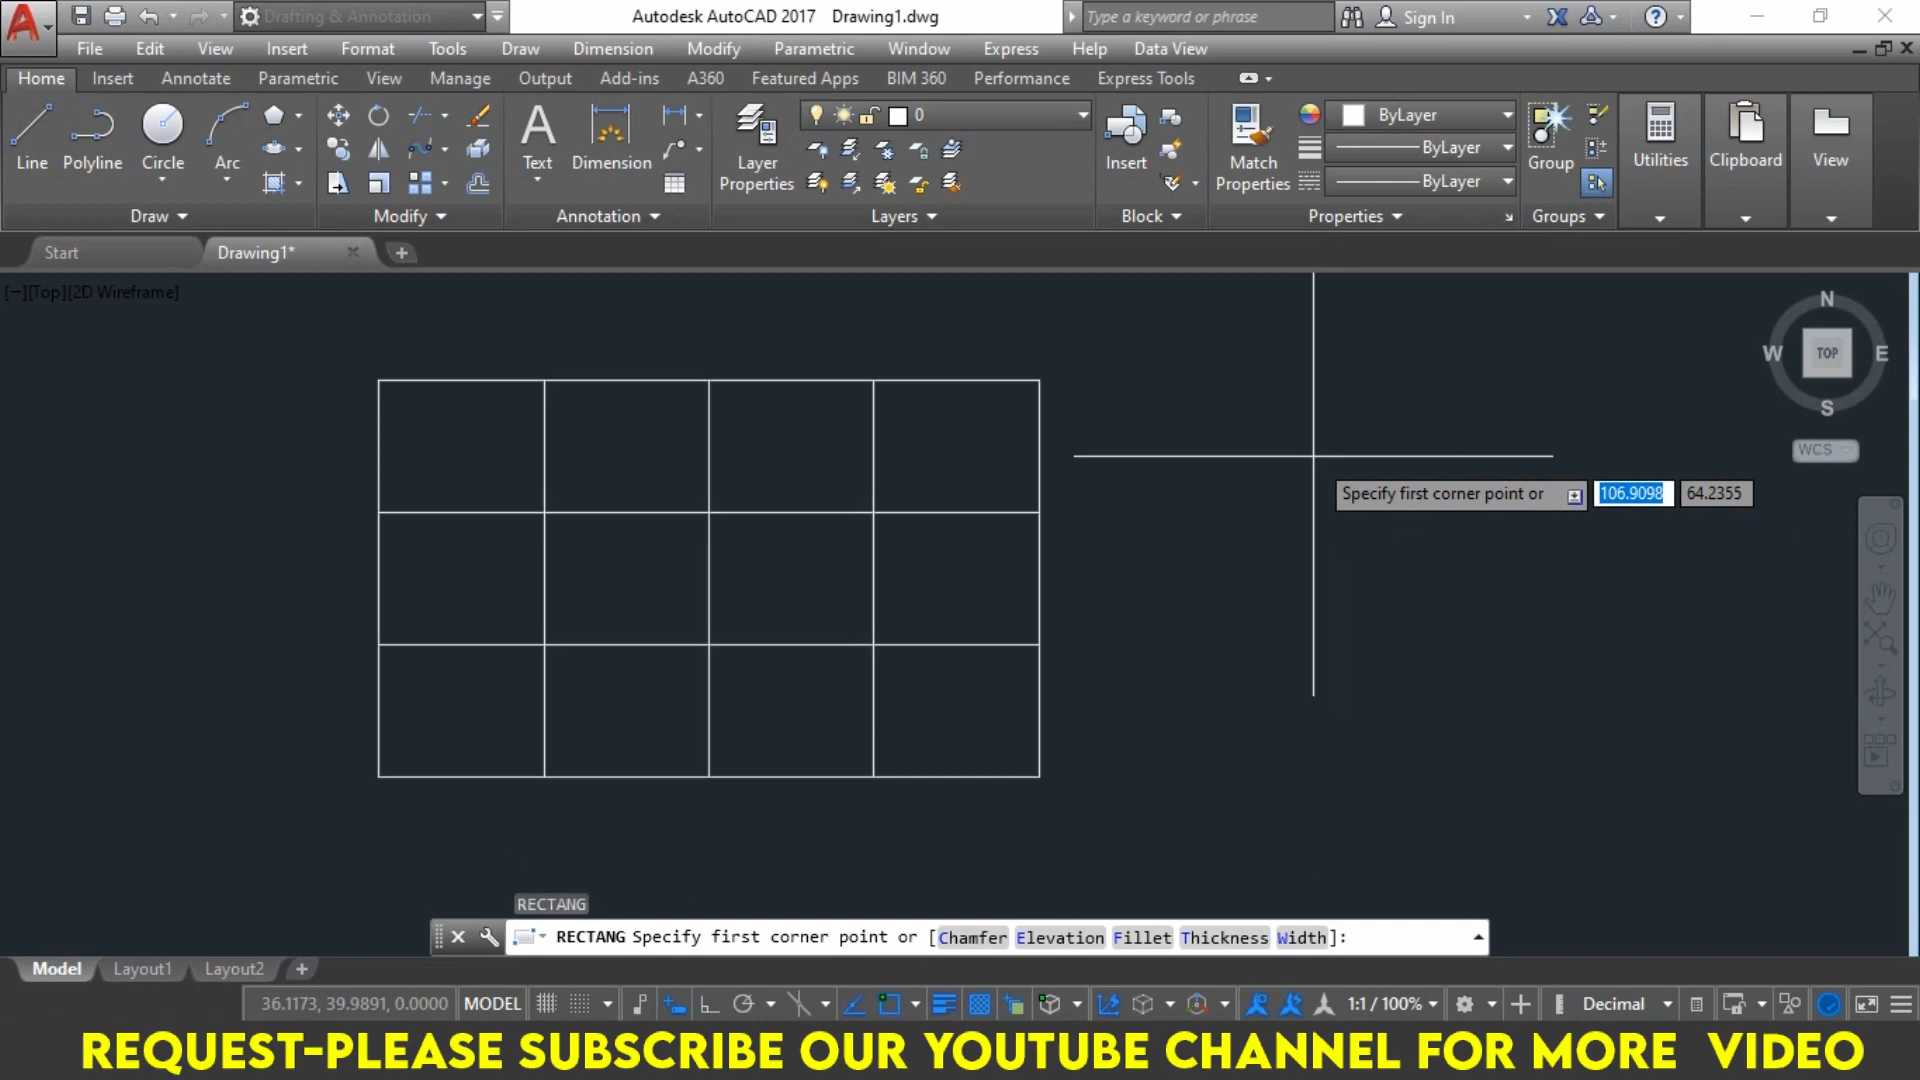 Drafting & Annotation
Autodesk AutoCAD 2017 Drawing1.dwg
Type a keyword or phrase
Sign In
File Edit View Insert Format Tools Draw Dimension Modify Parametric Window Express Help Data View
Home Insert Annotate Parametric View Manage Output Add-ins A360 Featured Apps BIM 360 Performance Express Tools
0
ByLayer
Line Polyline Circle Arc
Text Dimension
Layer Properties
Insert
Match Properties
ByLayer
ByLayer
Group
Utilities Clipboard View
Draw Modify Annotation Layers Block Properties Groups
Start Drawing1*
[−][Top][2D Wireframe]
N
W TOP E
S
WCS
Specify first corner point or 106.9098 64.2355
RECTANG
RECTANG Specify first corner point or [Chamfer Elevation Fillet Thickness Width]:
Model Layout1 Layout2
36.1173, 39.9891, 0.0000 MODEL 1:1 / 100% Decimal
REQUEST-PLEASE SUBSCRIBE OUR YOUTUBE CHANNEL FOR MORE VIDEO